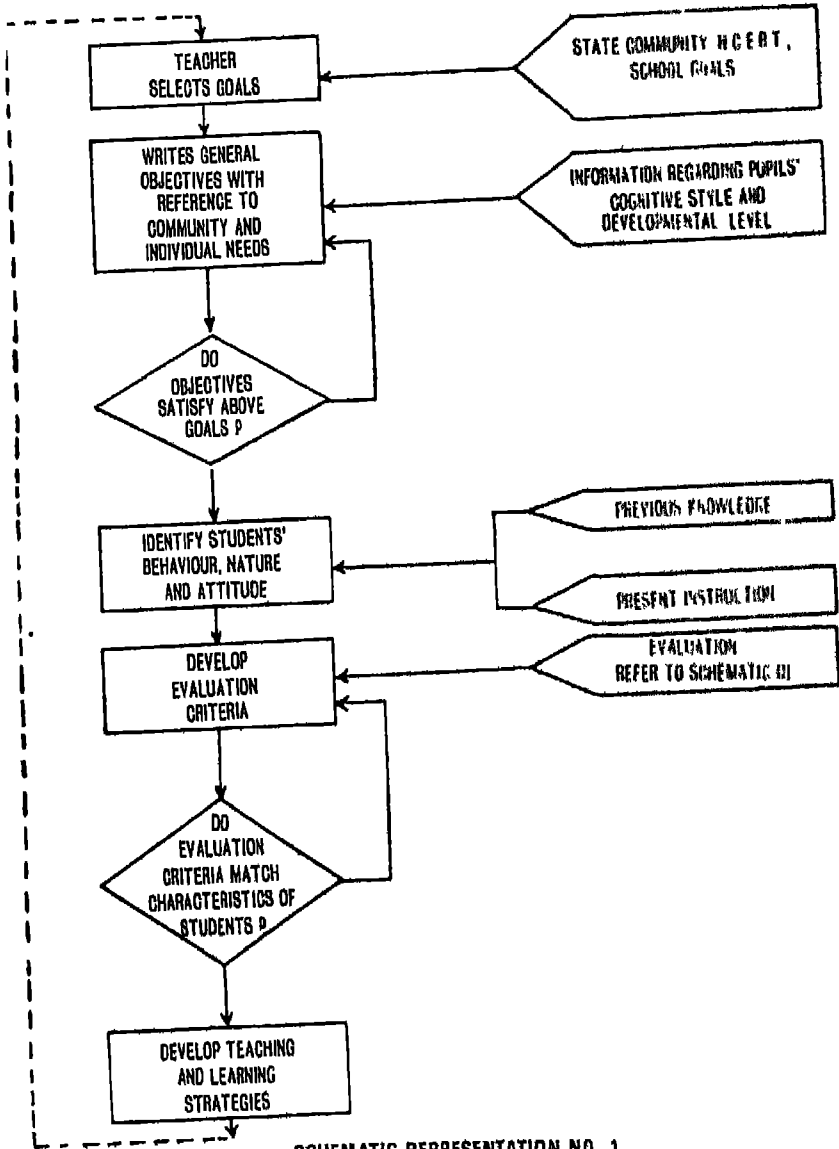 TEACHER
SELECTS GOALS
STATE COMMUNITY N C E R T,
SCHOOL GOALS
WRITES GENERAL
OBJECTIVES WITH
REFERENCE TO
COMMUNITY AND
INDIVIDUAL NEEDS
INFORMATION REGARDING PUPILS'
COGNITIVE STYLE AND
DEVELOPMENTAL LEVEL
DO
OBJECTIVES
SATISFY ABOVE
GOALS ?
PREVIOUS KNOWLEDGE
IDENTIFY STUDENTS'
BEHAVIOUR, NATURE
AND ATTITUDE
PRESENT INSTRUCTION
DEVELOP
EVALUATION
CRITERIA
EVALUATION
REFER TO SCHEMATIC III
DO
EVALUATION
CRITERIA MATCH
CHARACTERISTICS OF
STUDENTS ?
DEVELOP TEACHING
AND LEARNING
STRATEGIES
SCHEMATIC REPRESENTATION NO. 1